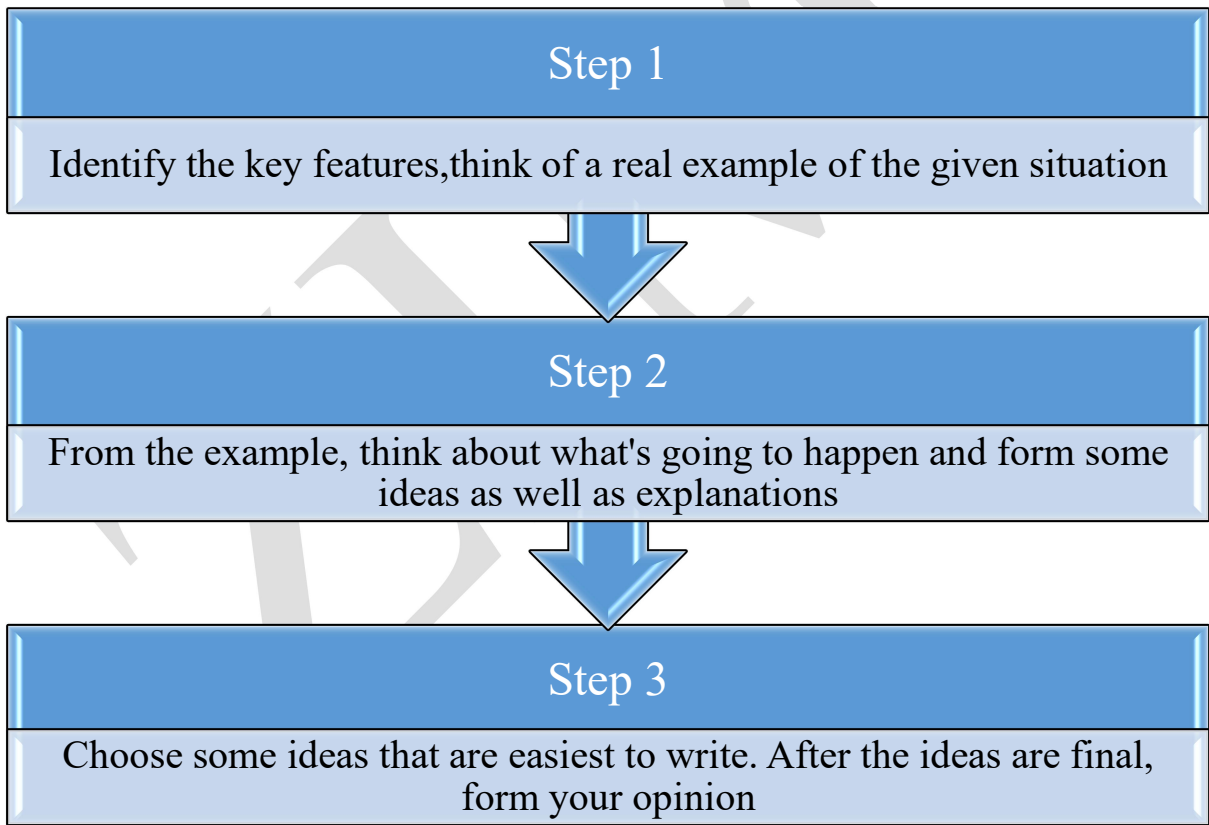 Step 1
Identify the key features,think of a real example of the given situation
Step 2
From the example, think about what's going to happen and form some
ideas as well as explanations
Step 3
Choose some ideas that are easiest to write. After the ideas are final,
form your opinion